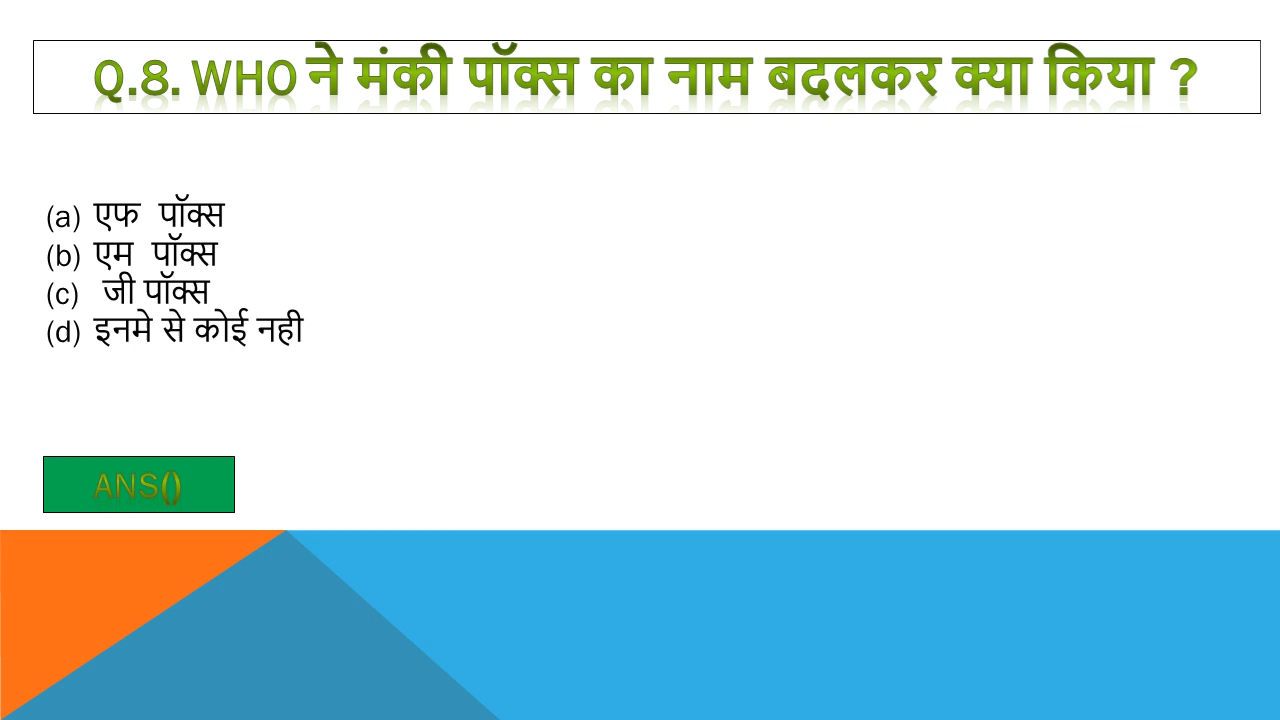 Q.8. WHO ने मंकी पॉक्स का नाम बदलकर क्या किया ?
(a) एफ पॉक्स
(b) एम पॉक्स
(c) जी पॉक्स
(d) इनमे से कोई नही
ANS()